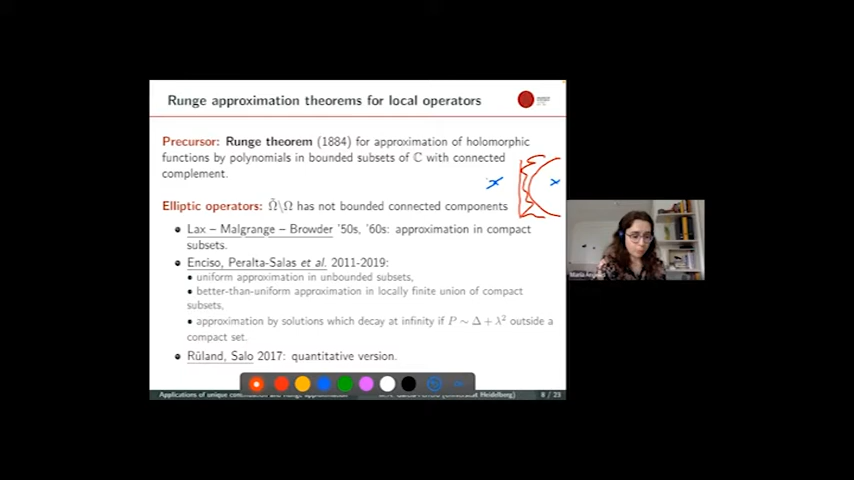 Runge approximation theorems for local operators
Precursor: Runge theorem (1884) for approximation of holomorphic
functions by polynomials in bounded subsets of ℂ with connected
complement.
Elliptic operators: Ω̃\Ω has not bounded connected components
Lax – Malgrange – Browder '50s, '60s: approximation in compact
subsets.
Enciso, Peralta-Salas et al. 2011-2019:
uniform approximation in unbounded subsets,
better-than-uniform approximation in locally finite union of compact
subsets,
approximation by solutions which decay at infinity if P ~ Δ + λ² outside a
compact set.
Rüland, Salo 2017: quantitative version.
Applications of unique
8 / 23